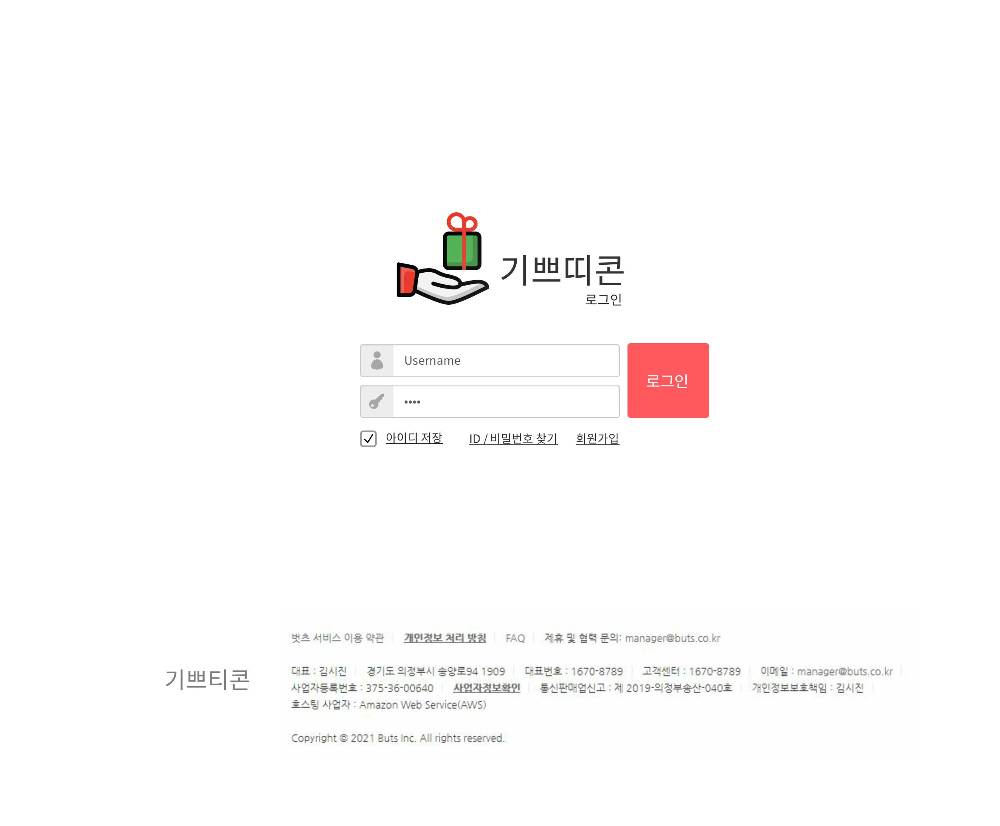 기쁘띠콘
로그인
Username
••••
로그인
아이디 저장 ID / 비밀번호 찾기 회원가입
벗츠 서비스 이용 약관 개인정보 처리 방침 FAQ 제휴 및 협력 문의: manager@buts.co.kr
기쁘티콘
대표 : 김시진 경기도 의정부시 송양로94 1909 대표번호 : 1670-8789 고객센터 : 1670-8789 이메일 : manager@buts.co.kr
사업자등록번호 : 375-36-00640 사업자정보확인 통신판매업신고 : 제 2019-의정부송산-040호 개인정보보호책임 : 김시진
호스팅 사업자 : Amazon Web Service(AWS)
Copyright © 2021 Buts Inc. All rights reserved.